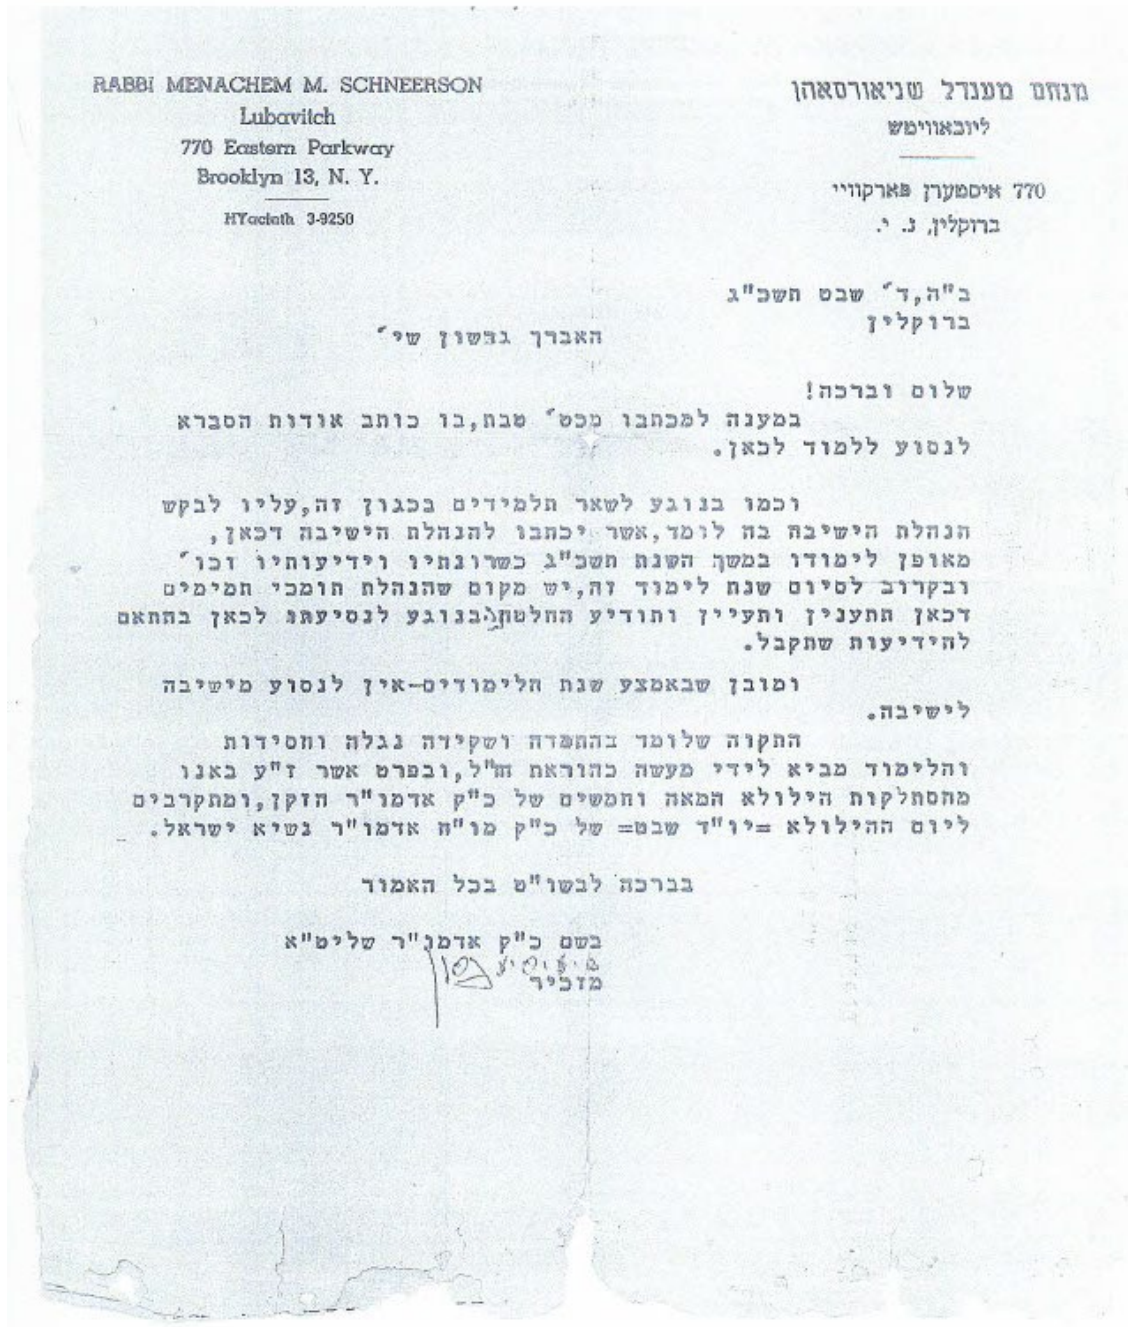 RABBI MENACHEM M. SCHNEERSON
Lubavitch
770 Eastern Parkway
Brooklyn 13, N. Y.
HYacinth 3-9250
מנחם מענדל שניאורסאהן
ליובאוויטש
770 איסטערן פארקוויי
ברוקלין, נ. י.
ב"ה,ד' שבט תשכ"ג
ברוקלין
האברך גרשון שי'
שלום וברכה!
במענה למכתבו מכט' טבת,בו כותב אודות הסברא
לנסוע ללמוד לכאן.
וכמו בנוגע לשאר תלמידים בכגון זה,עליו לבקש
הנהלת הישיבה בה לומד,אשר יכתבו להנהלת הישיבה דכאן,
מאופן לימודו במשך השנת תשכ"ג כשרונותיו וידיעותיו וכו'
ובקרוב לסיום שנת לימוד זה,יש מקום שהנהלת תומכי תמימים
דכאן תתענין ותעיין ותודיע החלטתה בנוגע לנסיעתו לכאן בהתאם
להידיעות שתקבל.
ומובן שבאמצע שנת הלימודים-אין לנסוע מישיבה
לישיבה.
התקוה שלומד בהתמדה ושקידה נגלה וחסידות
והלימוד מביא לידי מעשה כהוראת חז"ל,ובפרט אשר ז"ע באנו
מהסתלקות הילולא המאה וחמשים של כ"ק אדמו"ר הזקן,ומתקרבים
ליום ההילולא =יו"ד שבט= של כ"ק מו"ח אדמו"ר נשיא ישראל.
בברכה לבשו"ט בכל האמור
בשם כ"ק אדמו"ר שליט"א
מזכיר